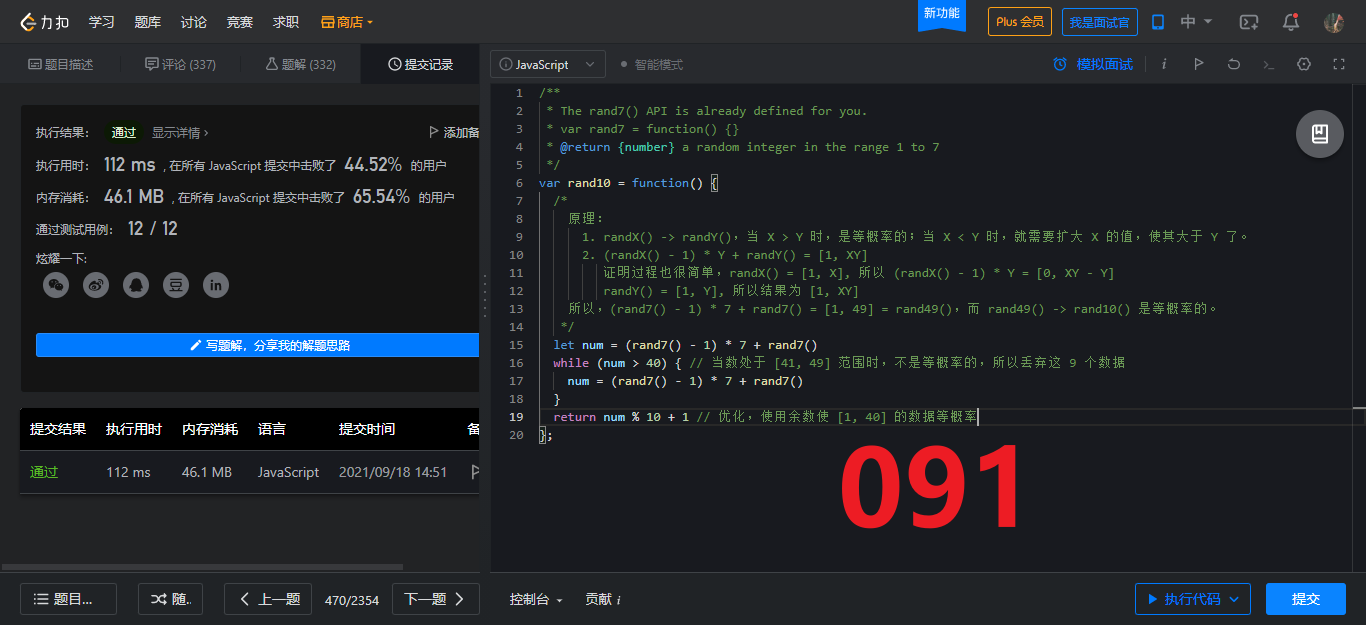 力扣 学习 题库 讨论 竞赛 求职 商店 新功能 Plus 会员 我是面试官 中
题目描述 评论 (337) 题解 (332) 提交记录
执行结果： 通过 显示详情 › 添加备
执行用时： 112 ms , 在所有 JavaScript 提交中击败了 44.52% 的用户
内存消耗： 46.1 MB , 在所有 JavaScript 提交中击败了 65.54% 的用户
通过测试用例： 12 / 12
炫耀一下:
豆 in
写题解，分享我的解题思路
提交结果 执行用时 内存消耗 语言 提交时间 备
通过 112 ms 46.1 MB JavaScript 2021/09/18 14:51
题目... 随. 上一题 470/2354 下一题
i JavaScript 智能模式 模拟面试 i
1 /**
2  * The rand7() API is already defined for you.
3  * var rand7 = function() {}
4  * @return {number} a random integer in the range 1 to 7
5  */
6 var rand10 = function() {
7   /*
8     原理：
9       1. randX() -> randY()，当 X > Y 时，是等概率的；当 X < Y 时，就需要扩大 X 的值，使其大于 Y 了。
10       2. (randX() - 1) * Y + randY() = [1, XY]
11          证明过程也很简单，randX() = [1, X]，所以 (randX() - 1) * Y = [0, XY - Y]
12          randY() = [1, Y]，所以结果为 [1, XY]
13     所以，(rand7() - 1) * 7 + rand7() = [1, 49] = rand49()，而 rand49() -> rand10() 是等概率的。
14    */
15   let num = (rand7() - 1) * 7 + rand7()
16   while (num > 40) { // 当数处于 [41, 49] 范围时，不是等概率的，所以丢弃这 9 个数据
17     num = (rand7() - 1) * 7 + rand7()
18   }
19   return num % 10 + 1 // 优化，使用余数使 [1, 40] 的数据等概率
20 };
091
控制台 贡献 i 执行代码 提交